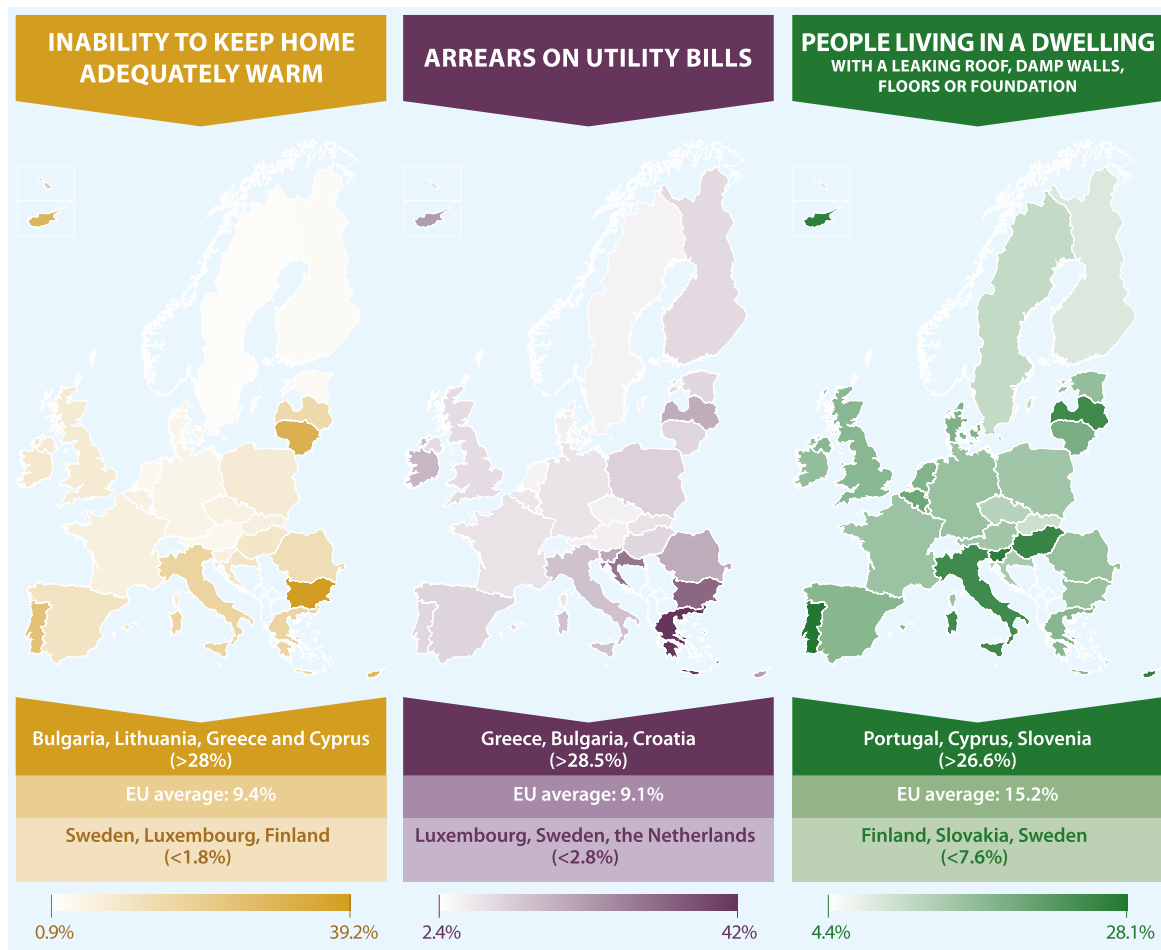 INABILITY TO KEEP HOME
ADEQUATELY WARM
ARREARS ON UTILITY BILLS
PEOPLE LIVING IN A DWELLING
WITH A LEAKING ROOF, DAMP WALLS,
FLOORS OR FOUNDATION
Bulgaria, Lithuania, Greece and Cyprus
(>28%)
EU average: 9.4%
Sweden, Luxembourg, Finland
(<1.8%)
0.9%
39.2%
Greece, Bulgaria, Croatia
(>28.5%)
EU average: 9.1%
Luxembourg, Sweden, the Netherlands
(<2.8%)
2.4%
42%
Portugal, Cyprus, Slovenia
(>26.6%)
EU average: 15.2%
Finland, Slovakia, Sweden
(<7.6%)
4.4%
28.1%